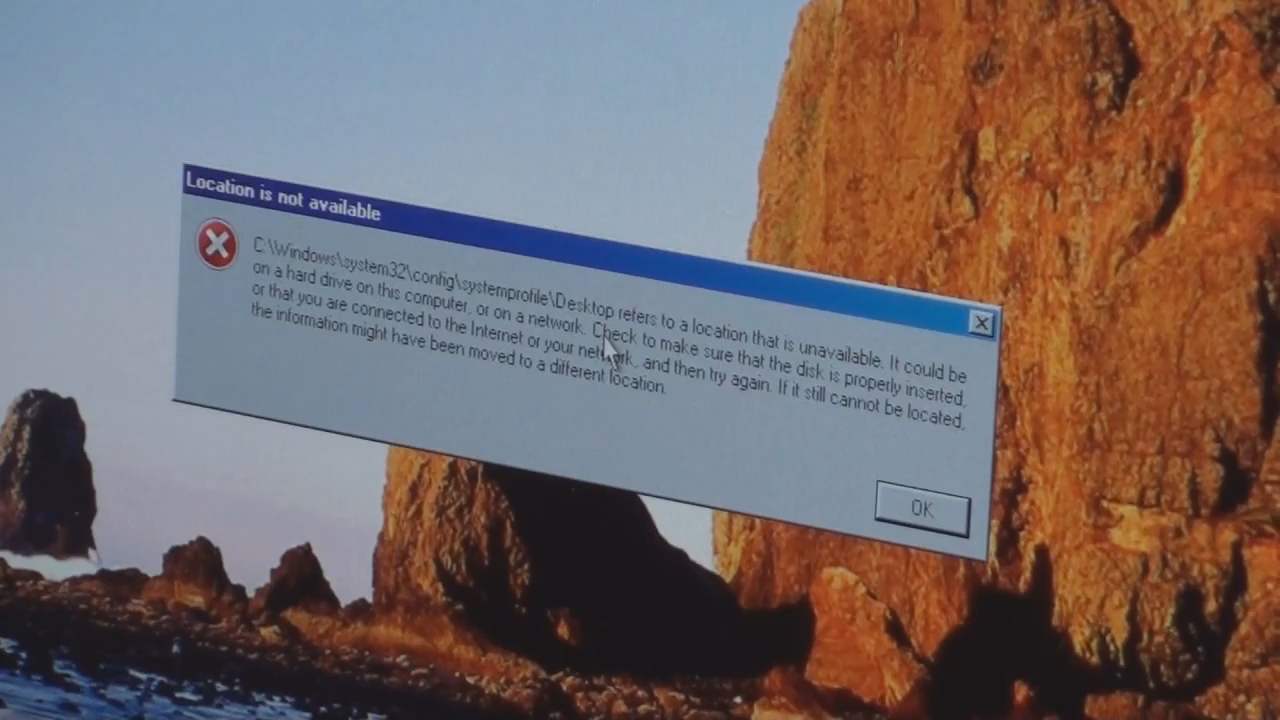 Location is not available
C:\Windows\system32\config\systemprofile\Desktop refers to a location that is unavailable. It could be
on a hard drive on this computer, or on a network. Check to make sure that the disk is properly inserted,
or that you are connected to the Internet or your network, and then try again. If it still cannot be located,
the information might have been moved to a different location.
OK